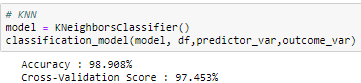 # KNN
model = KNeighborsClassifier()
classification_model(model, df,predictor_var,outcome_var)
Accuracy : 98.908%
Cross-Validation Score : 97.453%